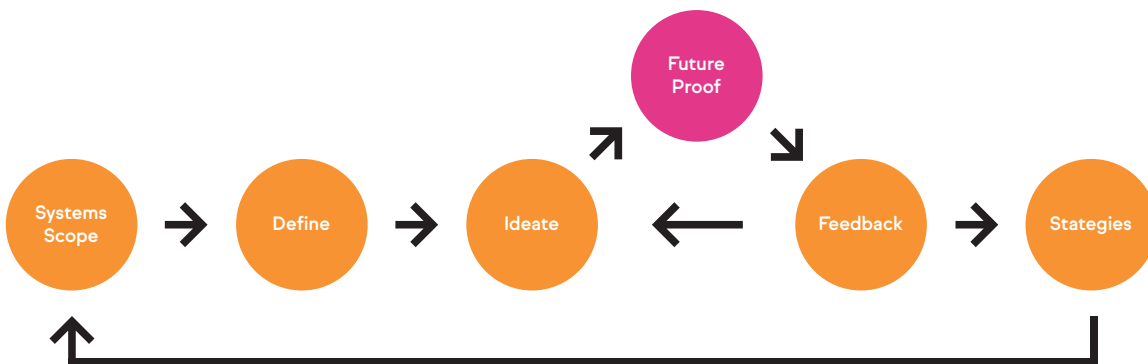 Future
Proof
Systems
Scope
Define
Ideate
Feedback
Stategies